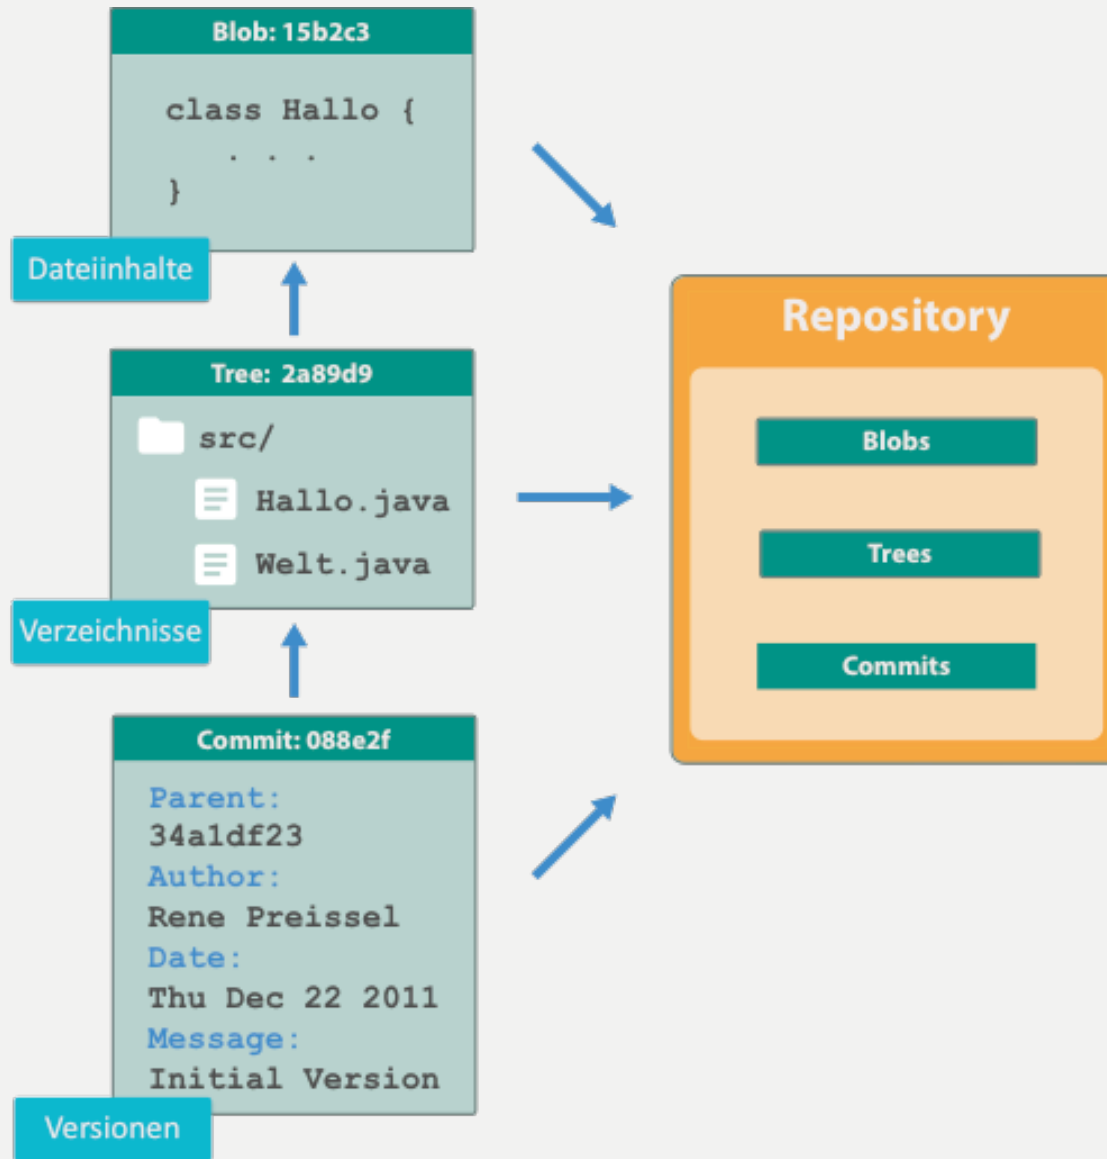 Blob: 15b2c3
class Hallo {
. . .
}
Dateiinhalte
Tree: 2a89d9
src/
Hallo.java
Welt.java
Verzeichnisse
Commit: 088e2f
Parent:
34a1df23
Author:
Rene Preissel
Date:
Thu Dec 22 2011
Message:
Initial Version
Versionen
Repository
Blobs
Trees
Commits